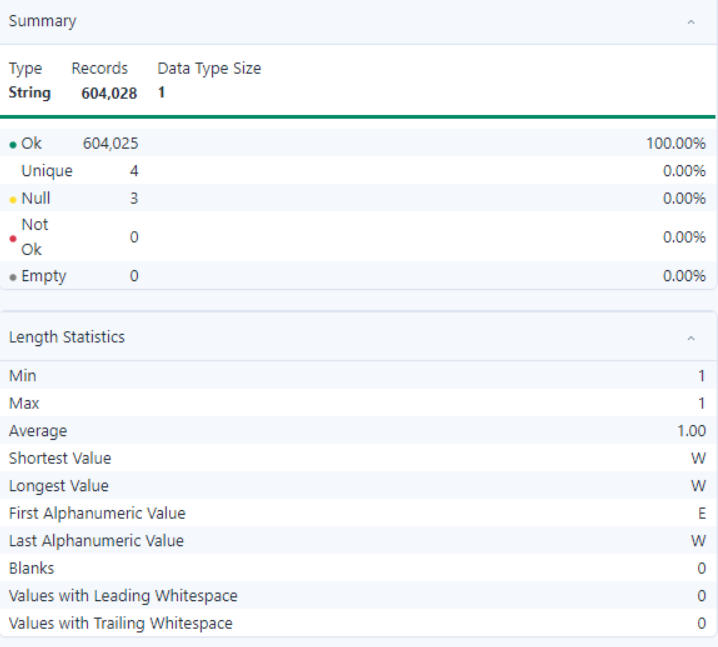 Summary
Type Records Data Type Size
String 604,028 1
Ok 604,025 100.00%
Unique 4 0.00%
Null 3 0.00%
Not
Ok 0 0.00%
Empty 0 0.00%
Length Statistics
Min 1
Max 1
Average 1.00
Shortest Value W
Longest Value W
First Alphanumeric Value E
Last Alphanumeric Value W
Blanks 0
Values with Leading Whitespace 0
Values with Trailing Whitespace 0